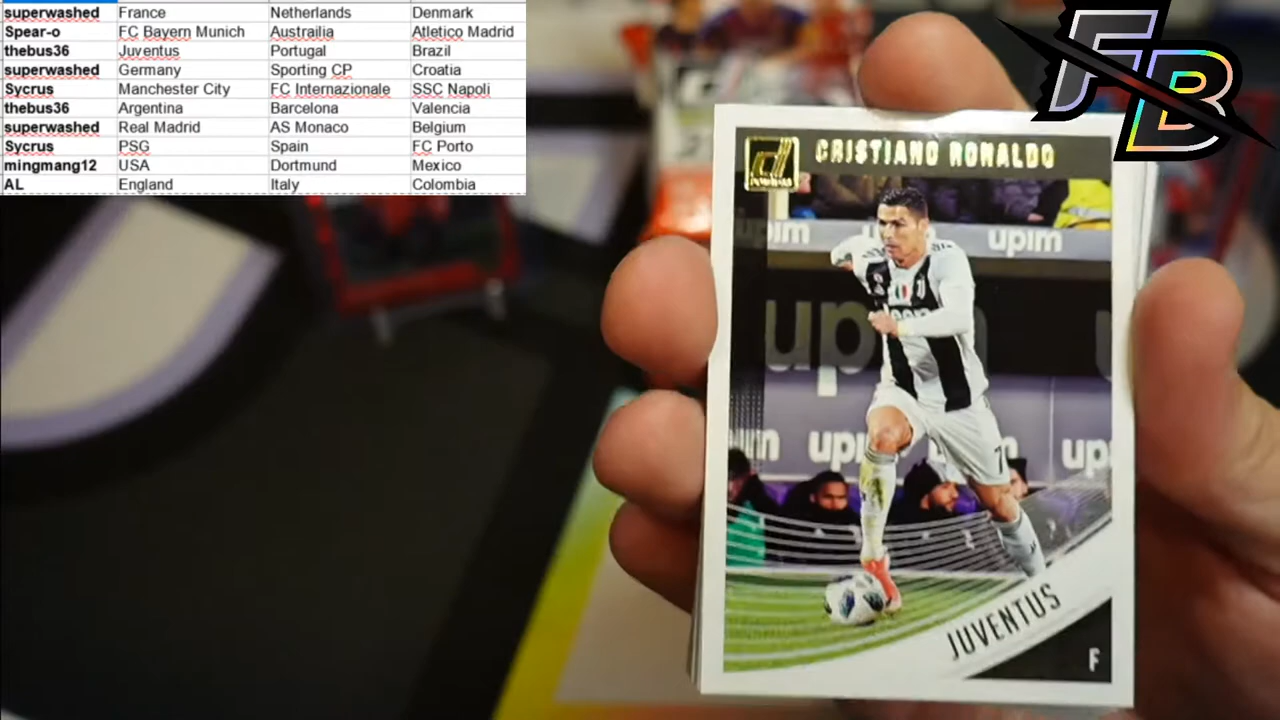 superwashed France Netherlands Denmark
Spear-o FC Bayern Munich Austrailia Atletico Madrid
thebus36 Juventus Portugal Brazil
superwashed Germany Sporting CP Croatia
Sycrus Manchester City FC Internazionale SSC Napoli
thebus36 Argentina Barcelona Valencia
superwashed Real Madrid AS Monaco Belgium
Sycrus PSG Spain FC Porto
mingmang12 USA Dortmund Mexico
AL England Italy Colombia
FB
CRISTIANO RONALDO
upim
upim
7
JUVENTUS
F